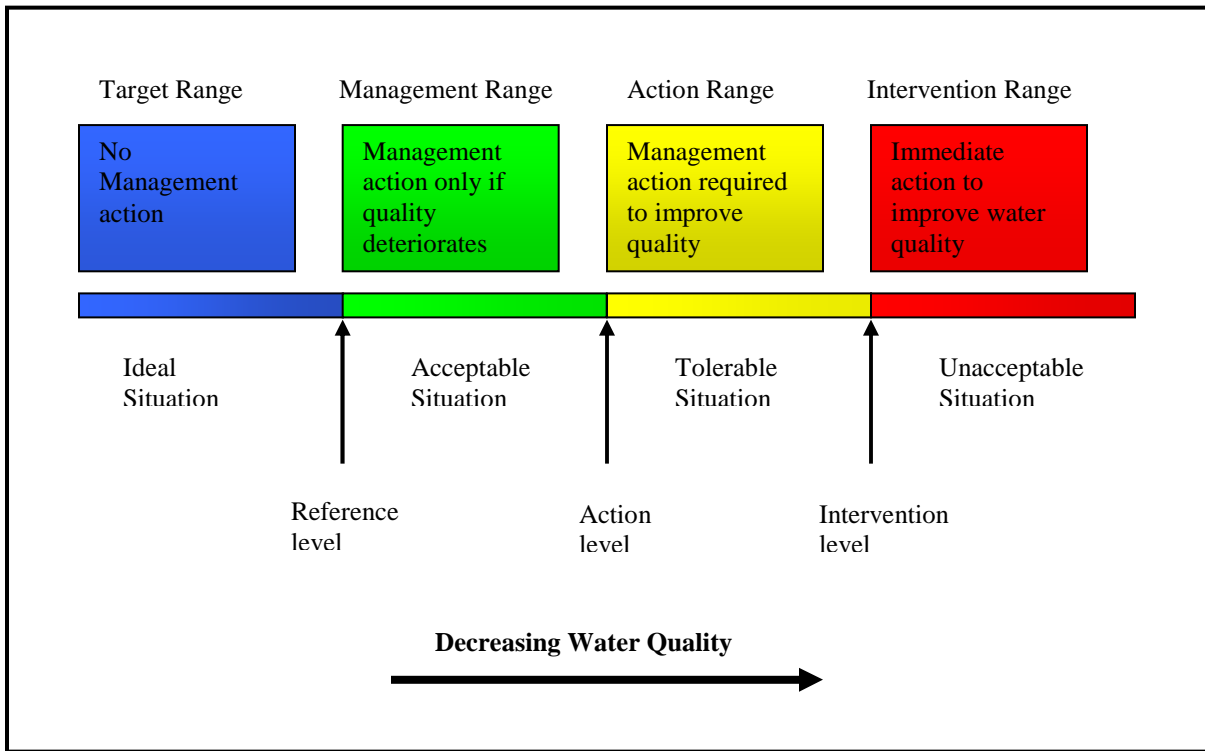 Target Range
Management Range
Action Range
Intervention Range
No
Management
action
Management
action only if
quality
deteriorates
Management
action required
to improve
quality
Immediate
action to
improve water
quality
Ideal
Situation
Acceptable
Situation
Tolerable
Situation
Unacceptable
Situation
Reference
level
Action
level
Intervention
level
Decreasing Water Quality